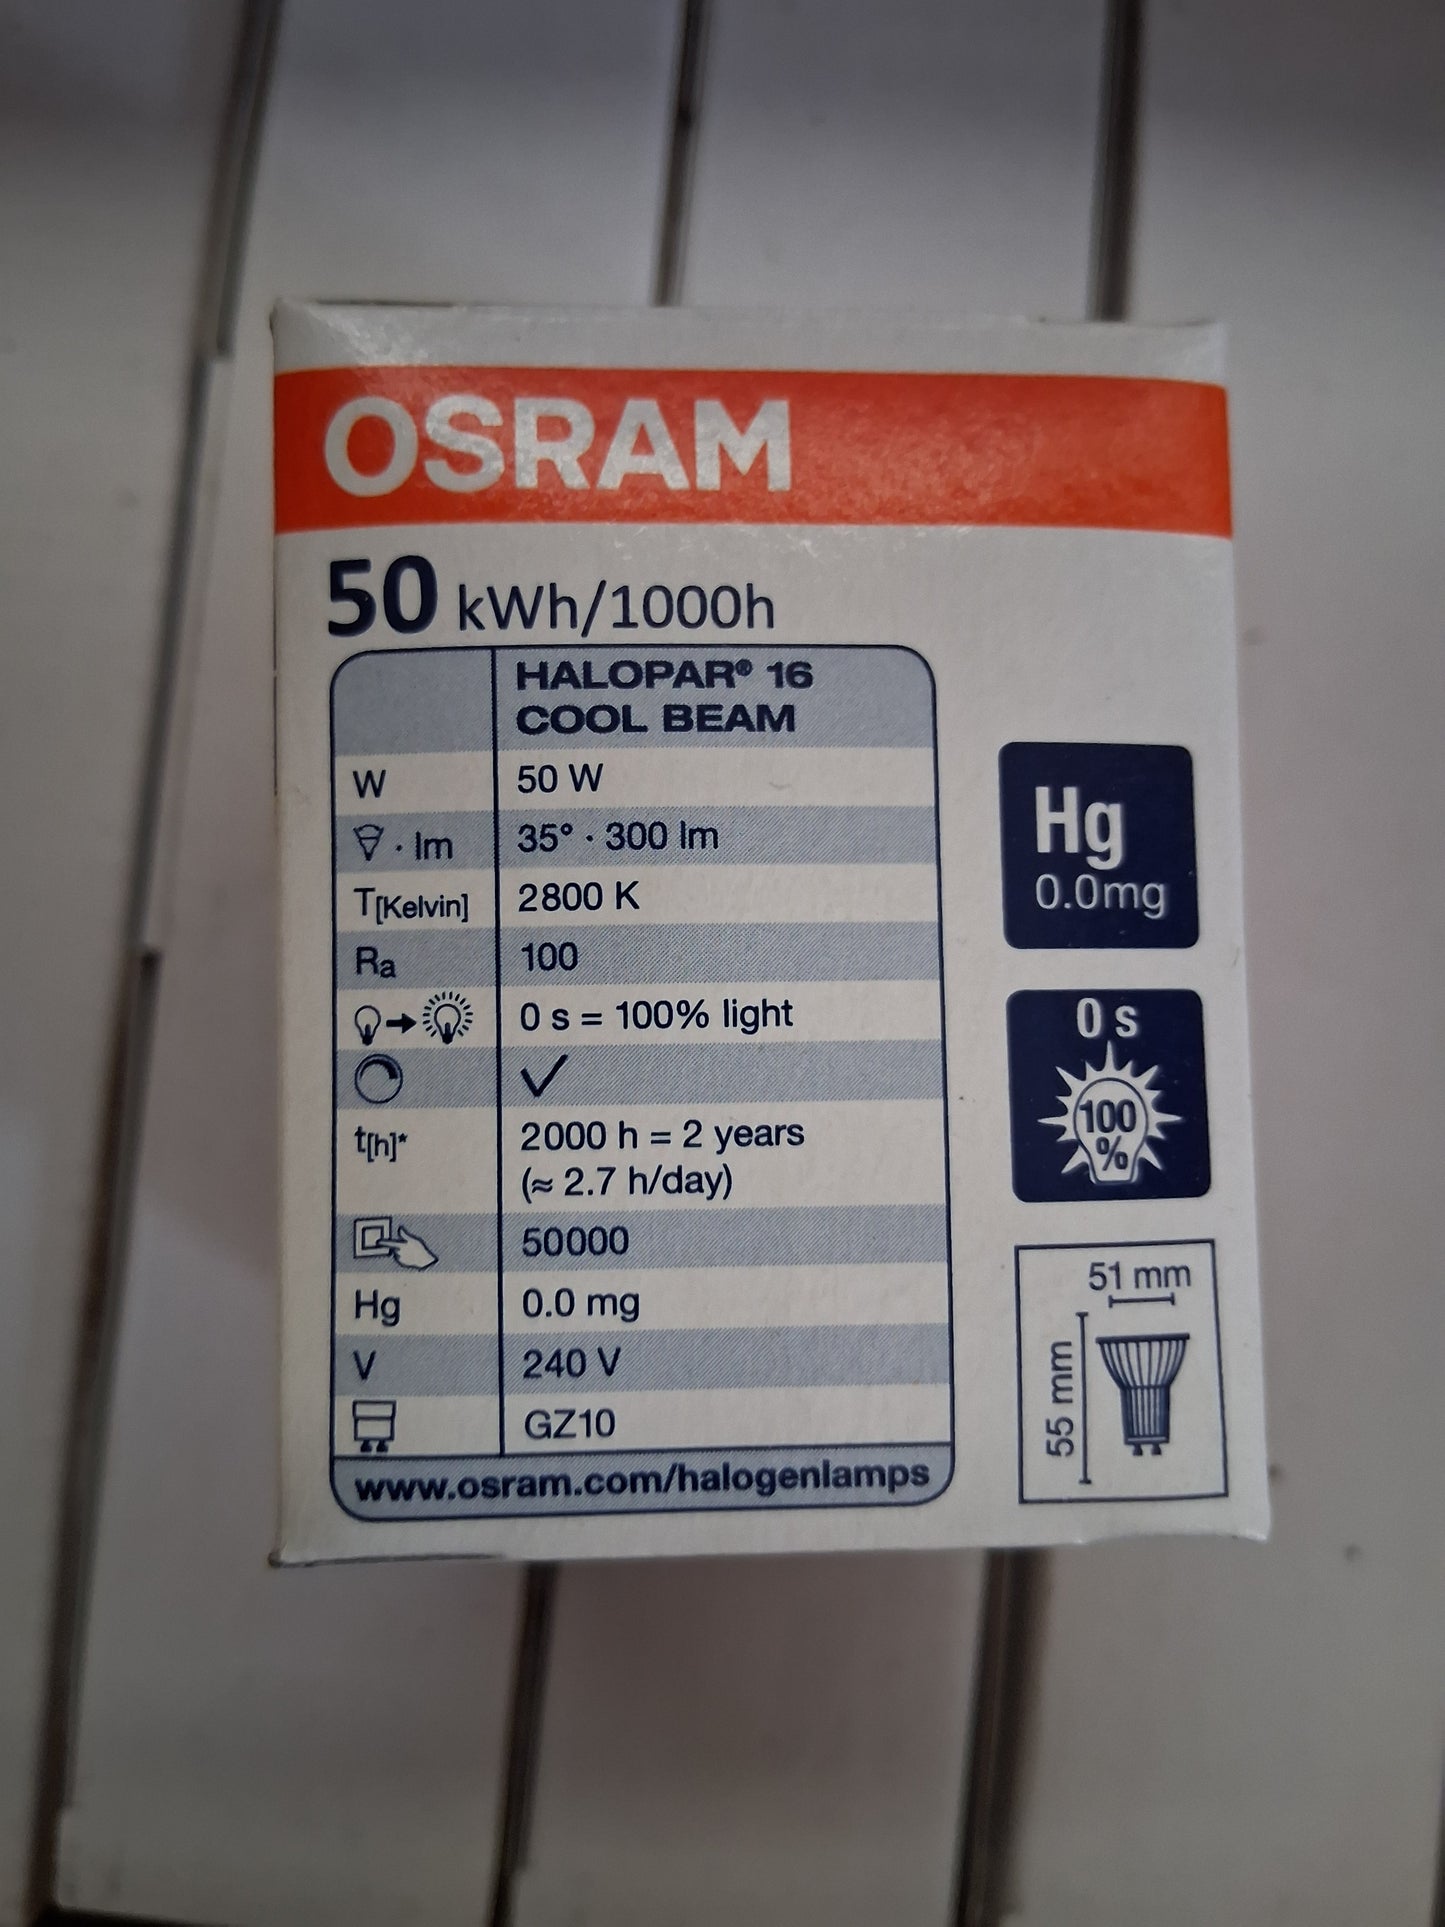 OSRAM
50 kWh/1000h
HALOPAR® 16
COOL BEAM
W 50 W
· lm 35° · 300 lm
T[Kelvin] 2800 K
Ra 100
0 s = 100% light
✓
t[h]* 2000 h = 2 years
(≈ 2.7 h/day)
50000
Hg 0.0 mg
V 240 V
GZ10
www.osram.com/halogenlamps
Hg
0.0mg
0 s
100
%
51 mm
55 mm